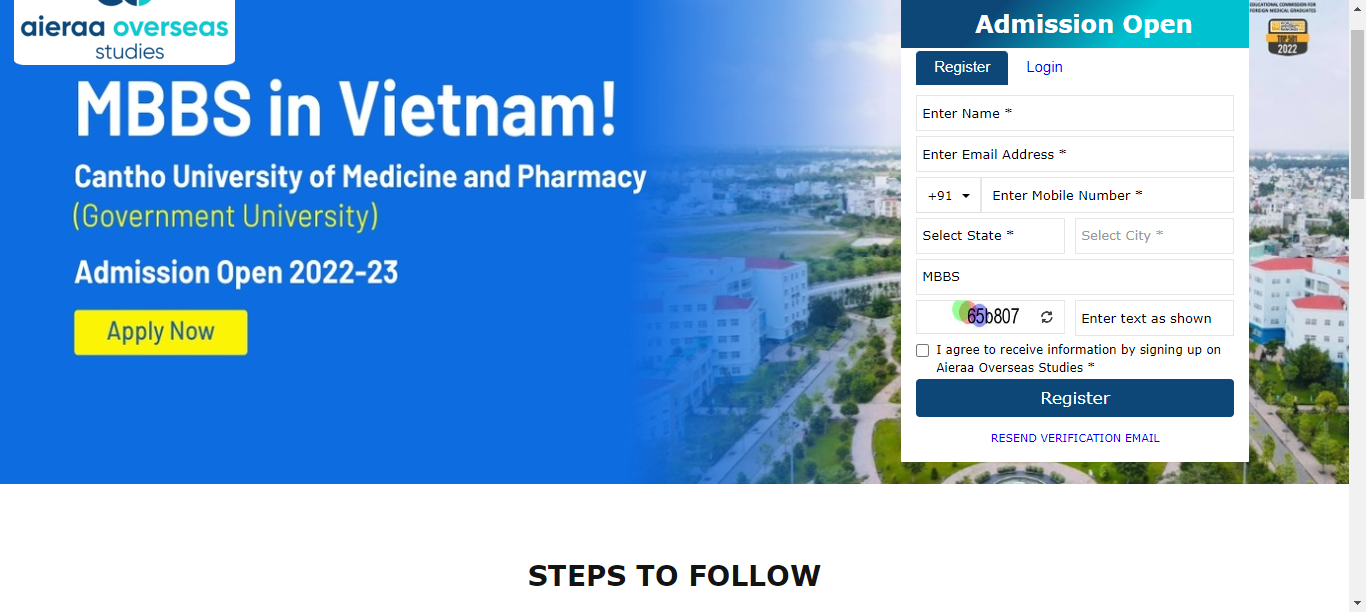 aieraa overseas
studies
MBBS in Vietnam!
Cantho University of Medicine and Pharmacy
(Government University)
Admission Open 2022-23
Apply Now
Admission Open
Register
Login
Enter Name *
Enter Email Address *
+91
Enter Mobile Number *
Select State *
Select City *
MBBS
65b807
Enter text as shown
I agree to receive information by signing up on
Aieraa Overseas Studies *
Register
RESEND VERIFICATION EMAIL
EDUCATIONAL COMMISSION FOR
FOREIGN MEDICAL GRADUATES
TOP 501
2022
STEPS TO FOLLOW